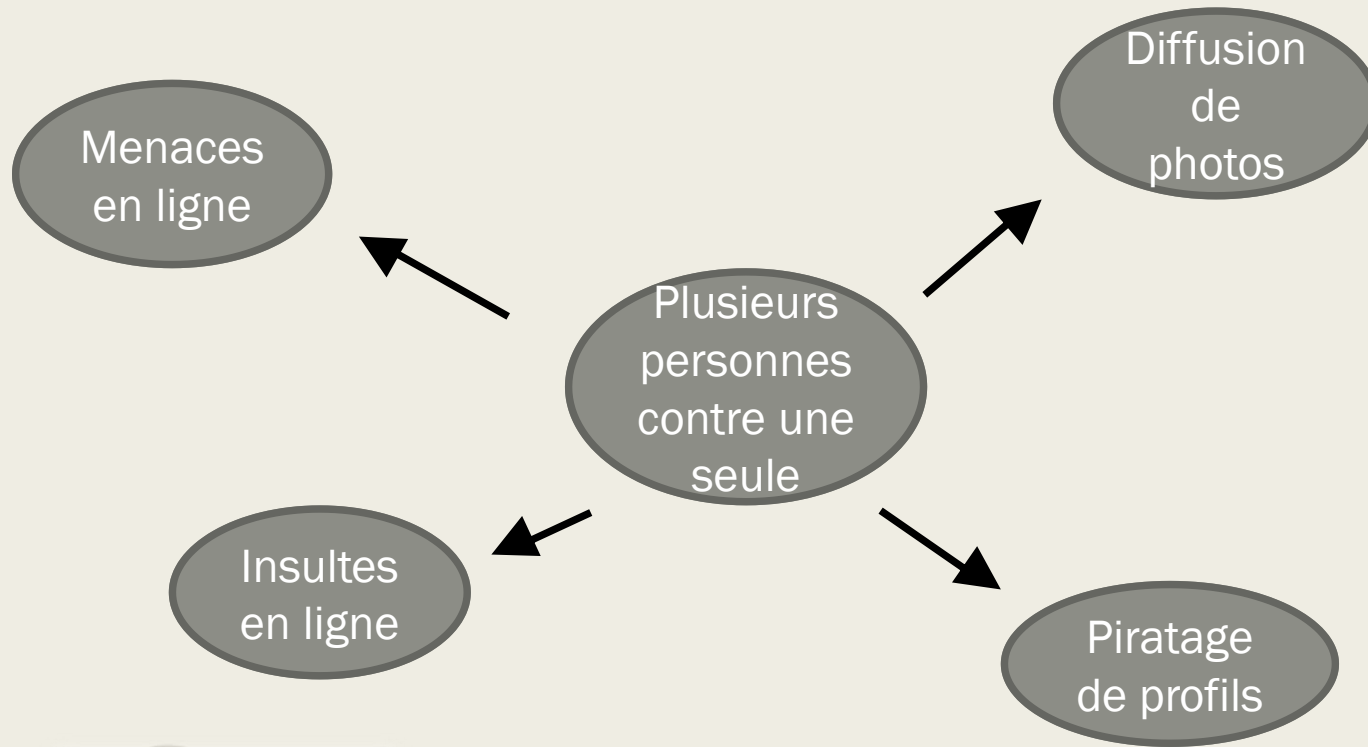 Diffusion
de
photos
Menaces
en ligne
Plusieurs
personnes
contre une
seule
Insultes
en ligne
Piratage
de profils